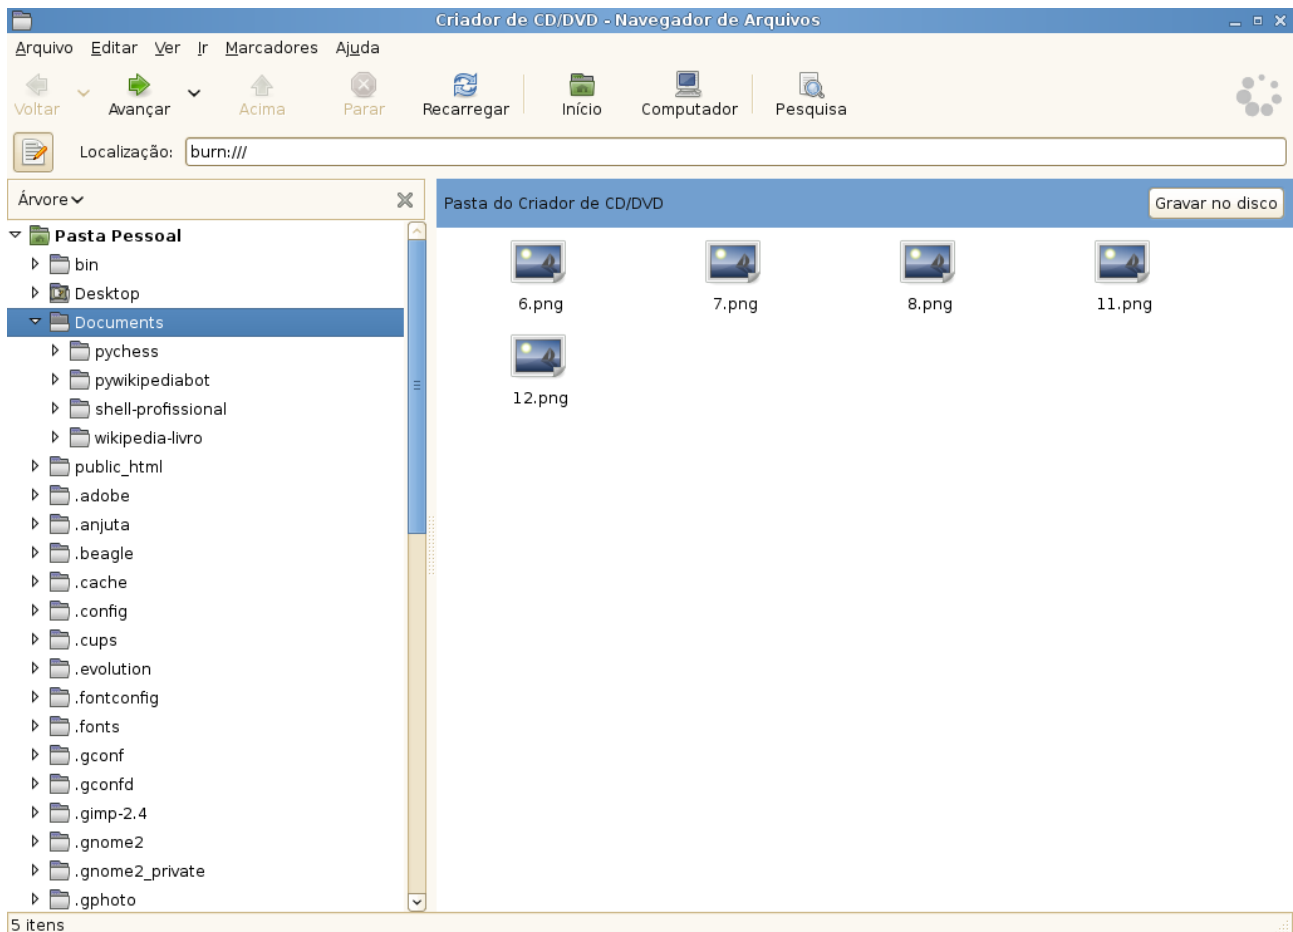 Criador de CD/DVD - Navegador de Arquivos
Arquivo Editar Ver Ir Marcadores Ajuda
Voltar Avançar Acima Parar Recarregar Início Computador Pesquisa
Localização: burn:///
Árvore
Pasta do Criador de CD/DVD Gravar no disco
Pasta Pessoal
bin
Desktop
Documents
pychess
pywikipediabot
shell-profissional
wikipedia-livro
public_html
.adobe
.anjuta
.beagle
.cache
.config
.cups
.evolution
.fontconfig
.fonts
.gconf
.gconfd
.gimp-2.4
.gnome2
.gnome2_private
.gphoto
6.png 7.png 8.png 11.png
12.png
5 itens